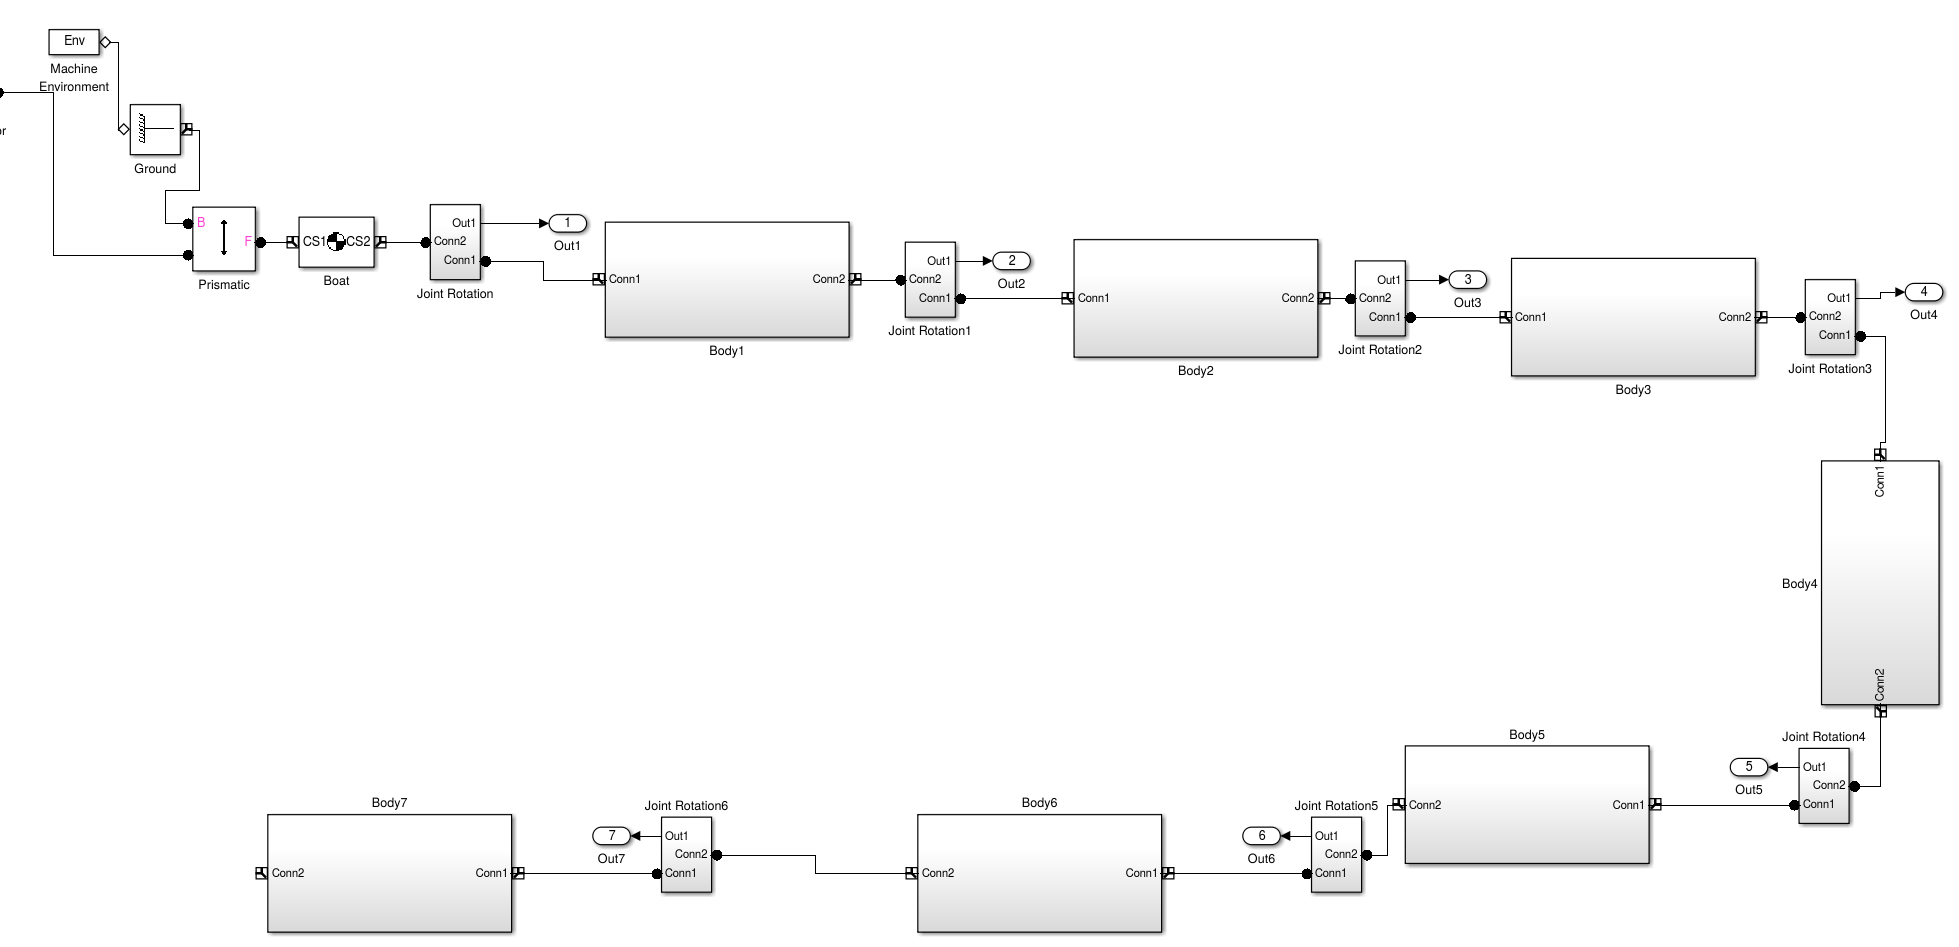 Env
Machine
Environment
or
Ground
B
F
Prismatic
CS1 CS2
Boat
Out1
Conn2
Conn1
Joint Rotation
1
Out1
Conn1
Conn2
Body1
Out1
Conn2
Conn1
Joint Rotation1
2
Out2
Conn1
Conn2
Body2
Out1
Conn2
Conn1
Joint Rotation2
3
Out3
Conn1
Conn2
Body3
Out1
Conn2
Conn1
Joint Rotation3
4
Out4
Conn1
Body4
Conn2
Joint Rotation4
Out1
Conn2
Conn1
5
Out5
Body5
Conn2
Conn1
Joint Rotation5
Out1
Conn2
Conn1
6
Out6
Body6
Conn2
Conn1
Joint Rotation6
Out1
Conn2
Conn1
7
Out7
Body7
Conn2
Conn1